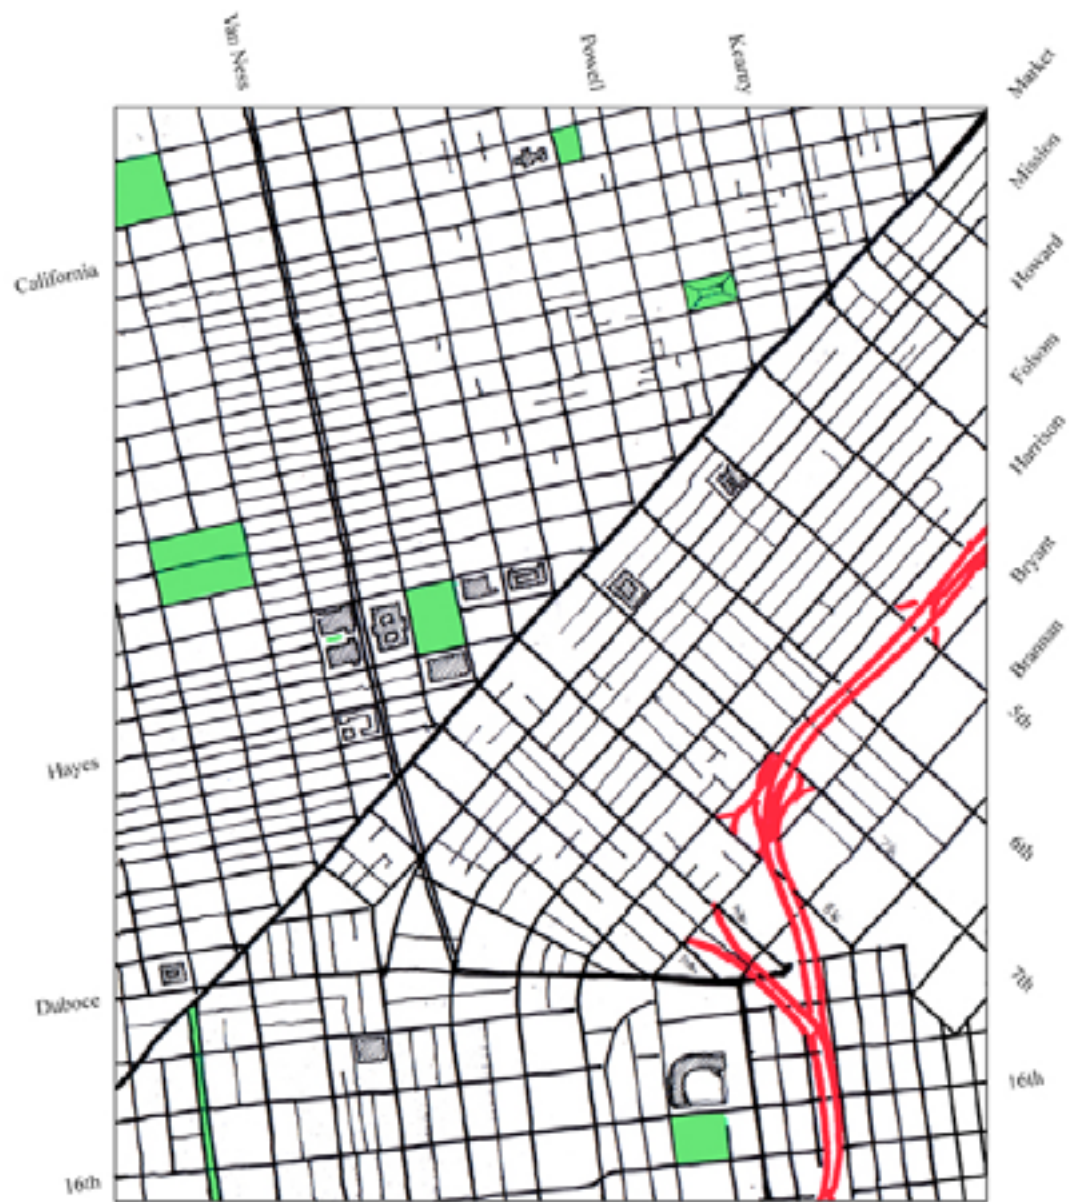 Van Ness
Powell
Kearny
Market
Mission
Howard
Folsom
Harrison
Bryant
Brannan
5th
6th
7th
16th
California
Hayes
Duboce
16th